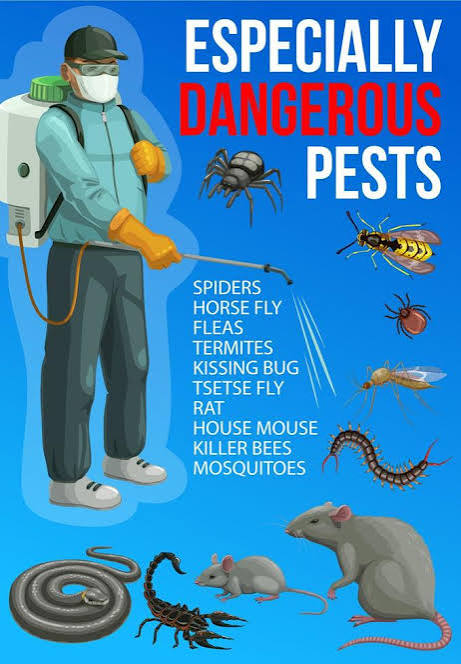 ESPECIALLY
DANGEROUS
PESTS
SPIDERS
HORSE FLY
FLEAS
TERMITES
KISSING BUG
TSETSE FLY
RAT
HOUSE MOUSE
KILLER BEES
MOSQUITOES